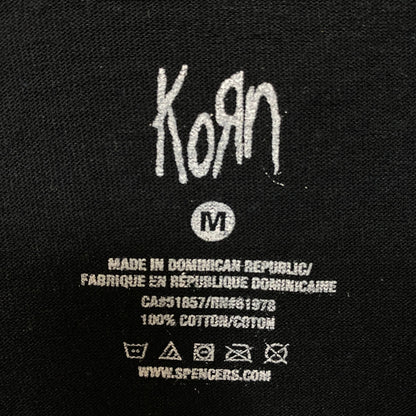 KoЯn
M
MADE IN DOMINICAN REPUBLIC/
FABRIQUE EN RÉPUBLIQUE DOMINICAINE
CA#51857/RN#61978
100% COTTON/COTON
WWW.SPENCERS.COM